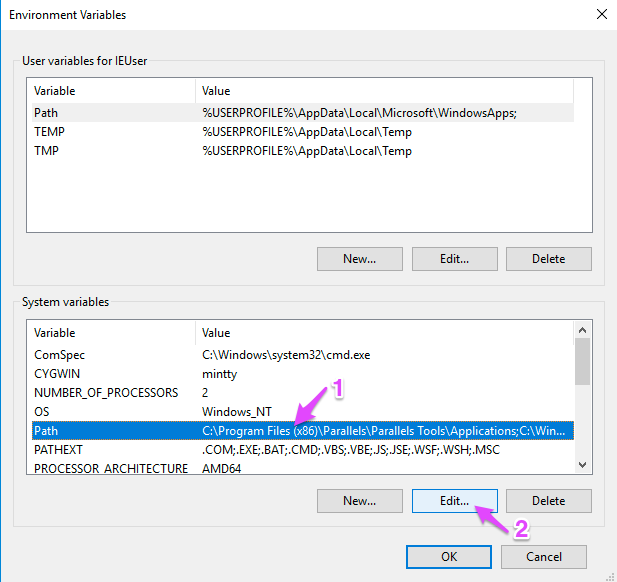 Environment Variables
User variables for IEUser
Variable Value
Path %USERPROFILE%\AppData\Local\Microsoft\WindowsApps;
TEMP %USERPROFILE%\AppData\Local\Temp
TMP %USERPROFILE%\AppData\Local\Temp
New... Edit... Delete
System variables
Variable Value
ComSpec C:\Windows\system32\cmd.exe
CYGWIN mintty
NUMBER_OF_PROCESSORS 2
1
OS Windows_NT
Path C:\Program Files (x86)\Parallels\Parallels Tools\Applications;C:\Win...
PATHEXT .COM;.EXE;.BAT;.CMD;.VBS;.VBE;.JS;.JSE;.WSF;.WSH;.MSC
PROCESSOR_ARCHITECTURE AMD64
New... Edit... Delete
2
OK Cancel